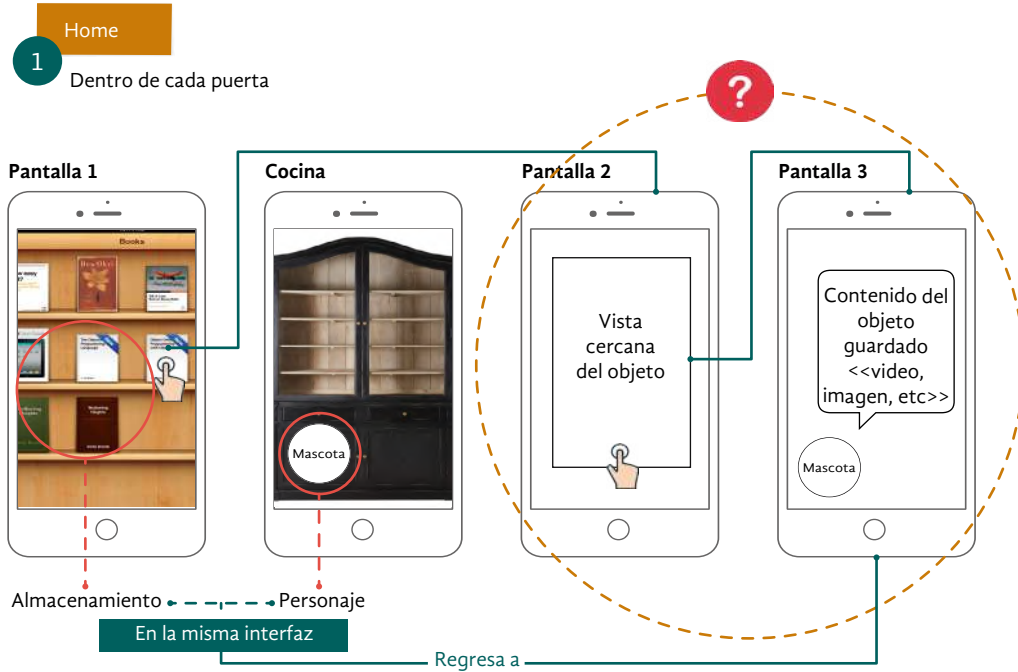 Home
1
Dentro de cada puerta
?
Pantalla 1
Cocina
Pantalla 2
Pantalla 3
Books
Vista
cercana
del objeto
Contenido del
objeto
guardado
<<video,
imagen, etc>>
Mascota
Mascota
Almacenamiento
Personaje
En la misma interfaz
Regresa a